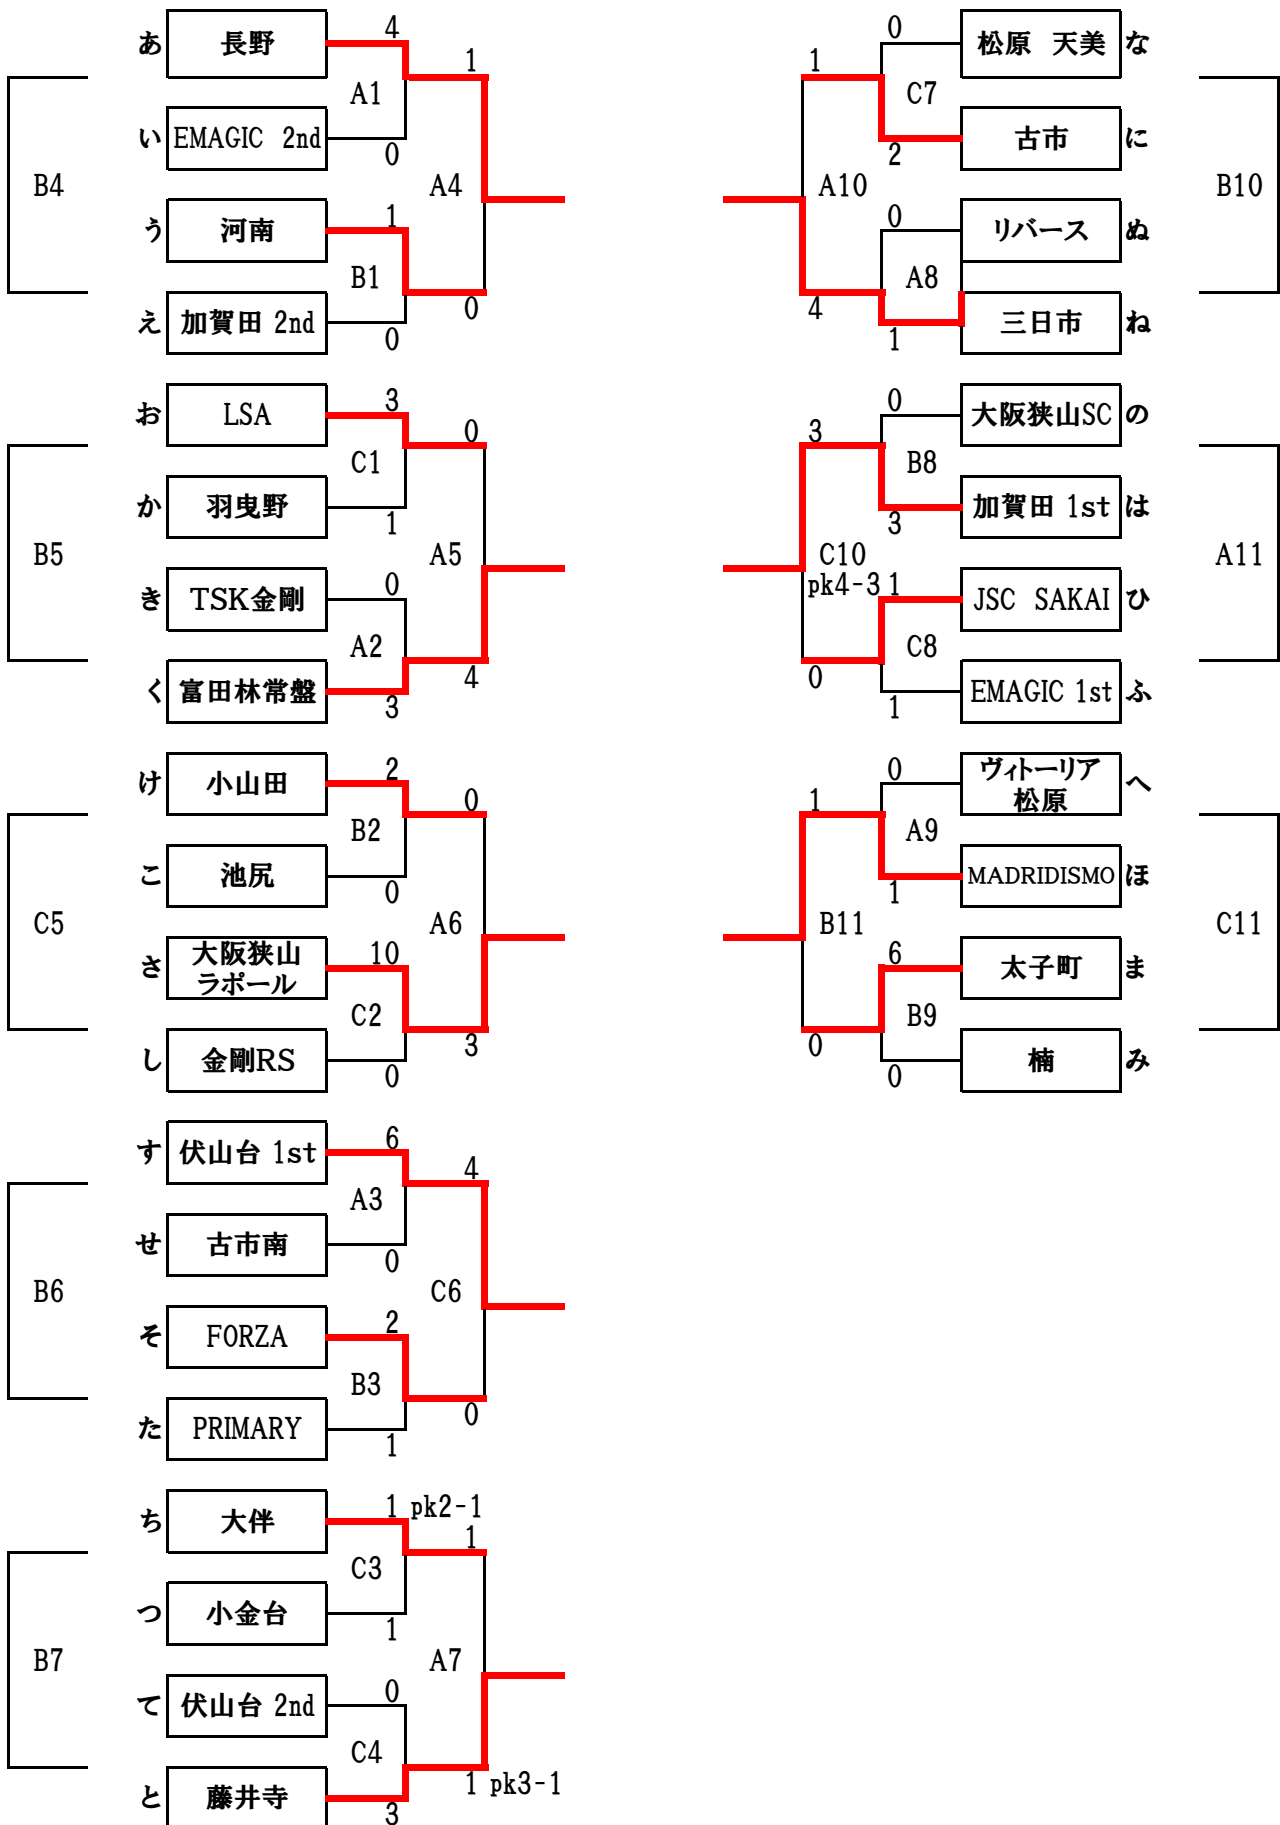 あ 長野 4
1
A1
い EMAGIC 2nd 0
B4 A4
う 河南 1
B1
0
え 加賀田 2nd 0
お LSA 3
0
C1
か 羽曳野 1
B5 A5
き TSK金剛 0
A2
4
く 富田林常盤 3
け 小山田 2
0
B2
こ 池尻 0
C5 A6
さ 大阪狭山
ラポール 10
C2
3
し 金剛RS 0
す 伏山台 1st 6
4
A3
せ 古市南 0
B6 C6
そ FORZA 2
B3
0
た PRIMARY 1
ち 大伴 1 pk2-1
1
C3
つ 小金台 1
B7 A7
て 伏山台 2nd 0
C4
1 pk3-1
と 藤井寺 3
0 松原 天美 な
1
C7
2 古市 に
A10 B10
0 リバース ぬ
A8
4
1 三日市 ね
0 大阪狭山SC の
3
B8
3 加賀田 1st は
C10 A11
pk4-3 1 JSC SAKAI ひ
C8
0
1 EMAGIC 1st ふ
0 ヴィトーリア
松原 へ
1
A9
1 MADRIDISMO ほ
B11 C11
6 太子町 ま
B9
0
0 楠 み